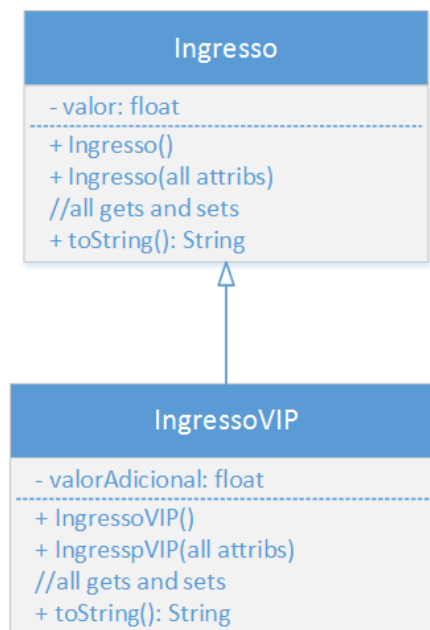 Ingresso
- valor: float
+ Ingresso()
+ Ingresso(all attribs)
//all gets and sets
+ toString(): String
IngressoVIP
- valorAdicional: float
+ IngressoVIP()
+ IngresspVIP(all attribs)
//all gets and sets
+ toString(): String